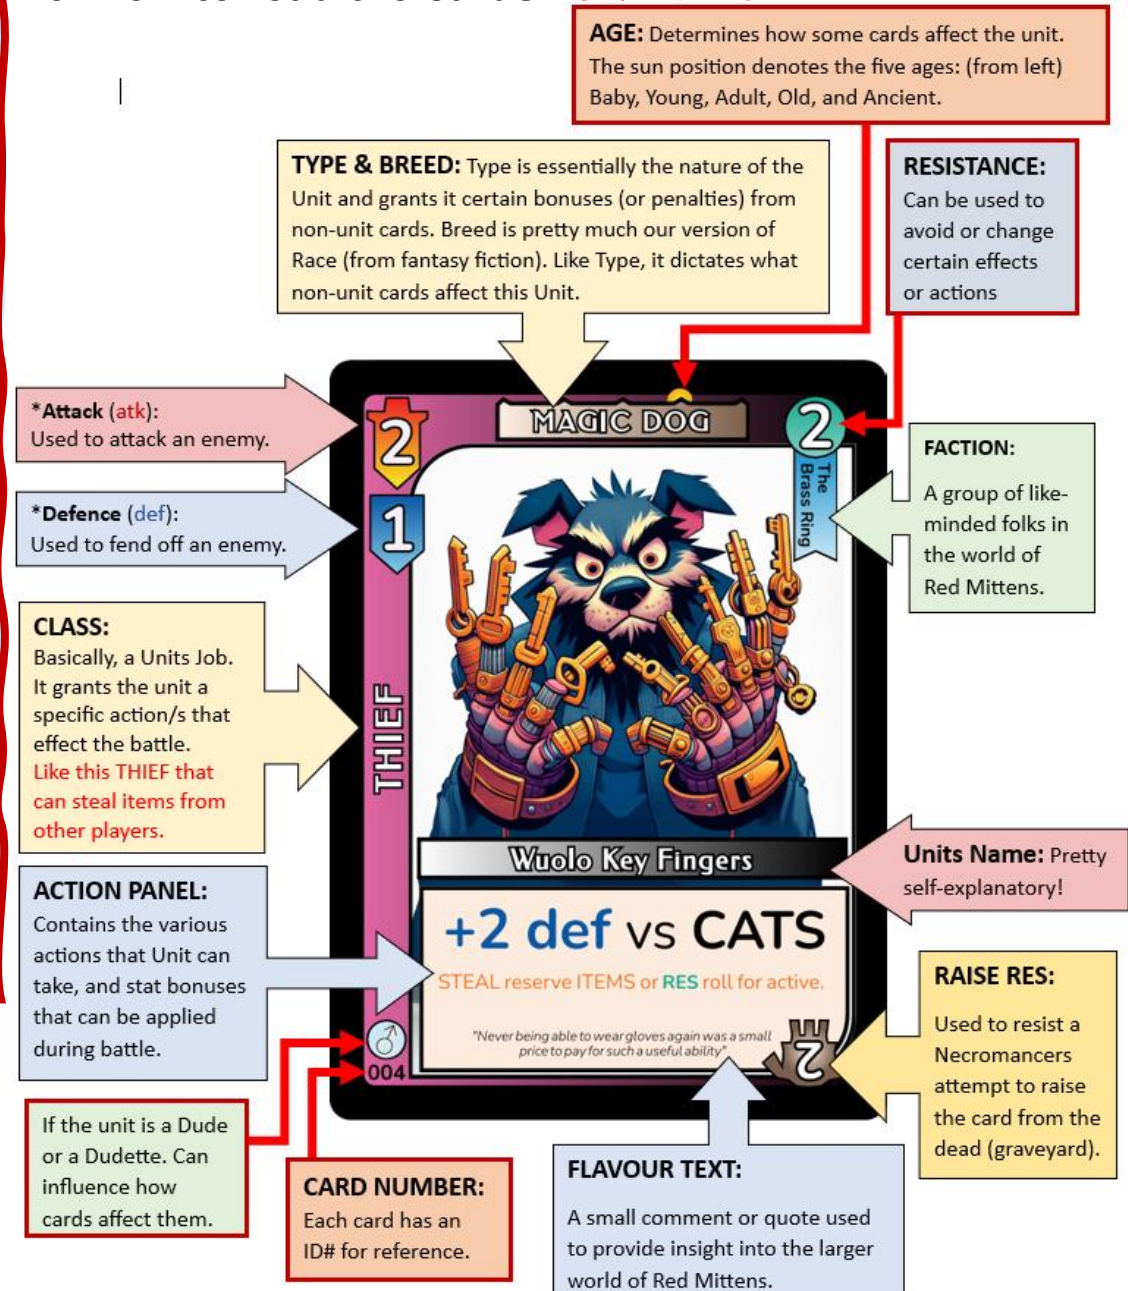 AGE: Determines how some cards affect the unit.
The sun position denotes the five ages: (from left)
Baby, Young, Adult, Old, and Ancient.
TYPE & BREED: Type is essentially the nature of the
Unit and grants it certain bonuses (or penalties) from
non-unit cards. Breed is pretty much our version of
Race (from fantasy fiction). Like Type, it dictates what
non-unit cards affect this Unit.
RESISTANCE:
Can be used to
avoid or change
certain effects
or actions
*Attack (atk):
Used to attack an enemy.
*Defence (def):
Used to fend off an enemy.
2
MAGIC DOG
2
1
The
Brass Ring
FACTION:
A group of like-
minded folks in
the world of
Red Mittens.
CLASS:
Basically, a Units Job.
It grants the unit a
specific action/s that
effect the battle.
Like this THIEF that
can steal items from
other players.
THIEF
Wuolo Key Fingers
Units Name: Pretty
self-explanatory!
ACTION PANEL:
Contains the various
actions that Unit can
take, and stat bonuses
that can be applied
during battle.
+2 def vs CATS
STEAL reserve ITEMS or RES roll for active.
"Never being able to wear gloves again was a small
price to pay for such a useful ability"
2
♂
004
RAISE RES:
Used to resist a
Necromancers
attempt to raise
the card from the
dead (graveyard).
If the unit is a Dude
or a Dudette. Can
influence how
cards affect them.
CARD NUMBER:
Each card has an
ID# for reference.
FLAVOUR TEXT:
A small comment or quote used
to provide insight into the larger
world of Red Mittens.